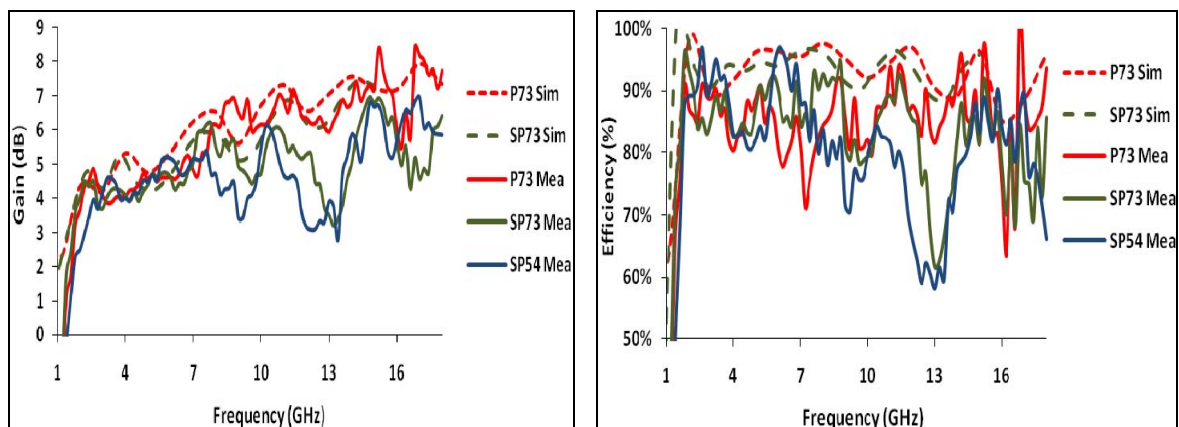 9
8
7
6
5
4
3
2
1
0
Gain (dB)
1 4 7 10 13 16
Frequency (GHz)
P73 Sim
SP73 Sim
P73 Mea
SP73 Mea
SP54 Mea
100%
90%
80%
70%
60%
50%
Efficiency (%)
1 4 7 10 13 16
Frequency (GHz)
P73 Sim
SP73 Sim
P73 Mea
SP73 Mea
SP54 Mea